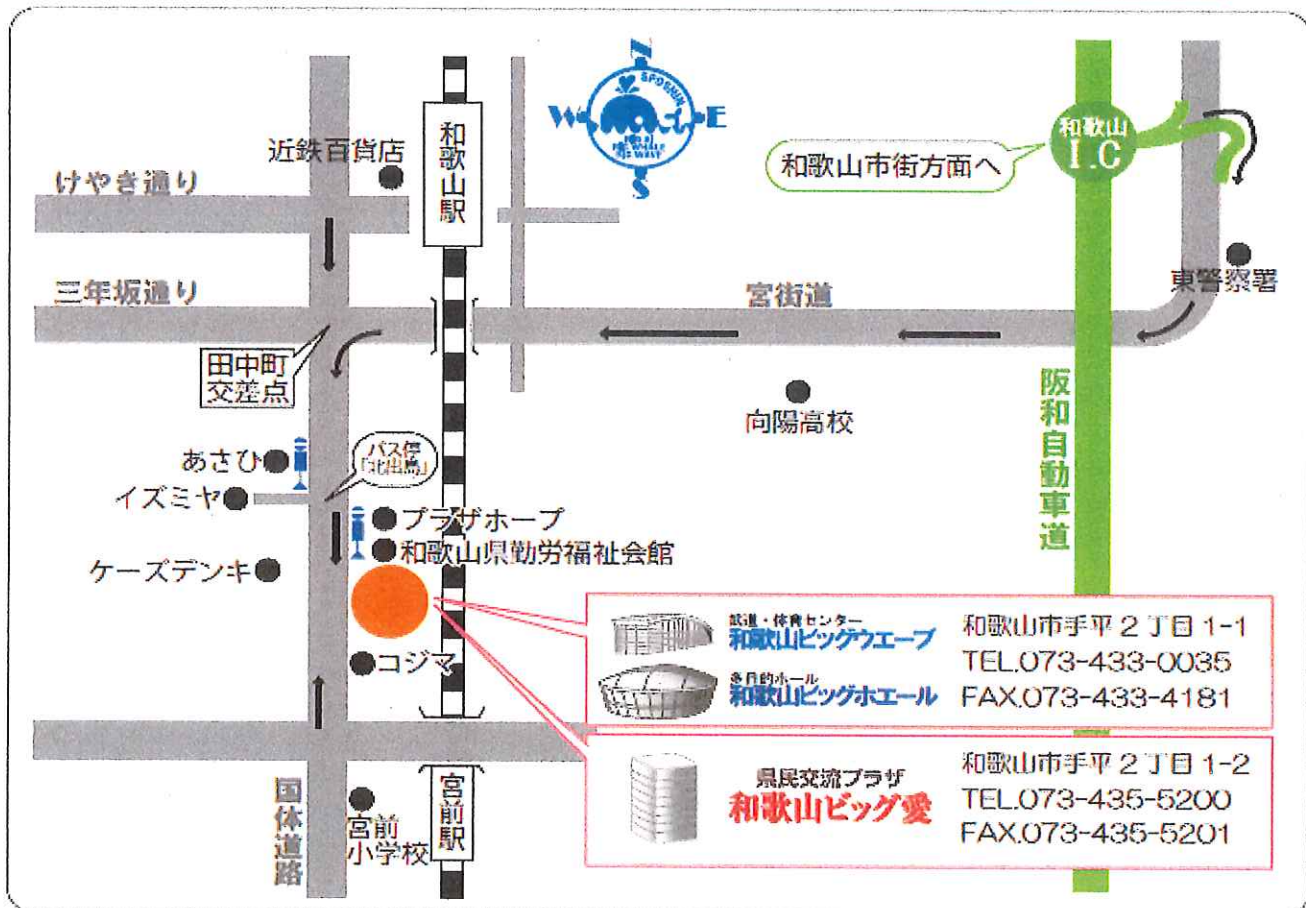 N
W
E
S
近鉄百貨店
けやき通り
和歌山駅
和歌山市街方面へ
和歌山
I.C
東警察署
三年坂通り
宮街道
田中町
交差点
向陽高校
阪和自動車道
あさひ
バス停
「北出島」
イズミヤ
プラザホープ
和歌山県勤労福祉会館
ケーズデンキ
コジマ
武道・体育センター
和歌山ビッグウエーブ
多目的ホール
和歌山ビッグホエール
和歌山市手平2丁目1-1
TEL.073-433-0035
FAX.073-433-4181
県民交流プラザ
和歌山ビッグ愛
和歌山市手平2丁目1-2
TEL.073-435-5200
FAX.073-435-5201
国体道路
宮前
小学校
宮前駅